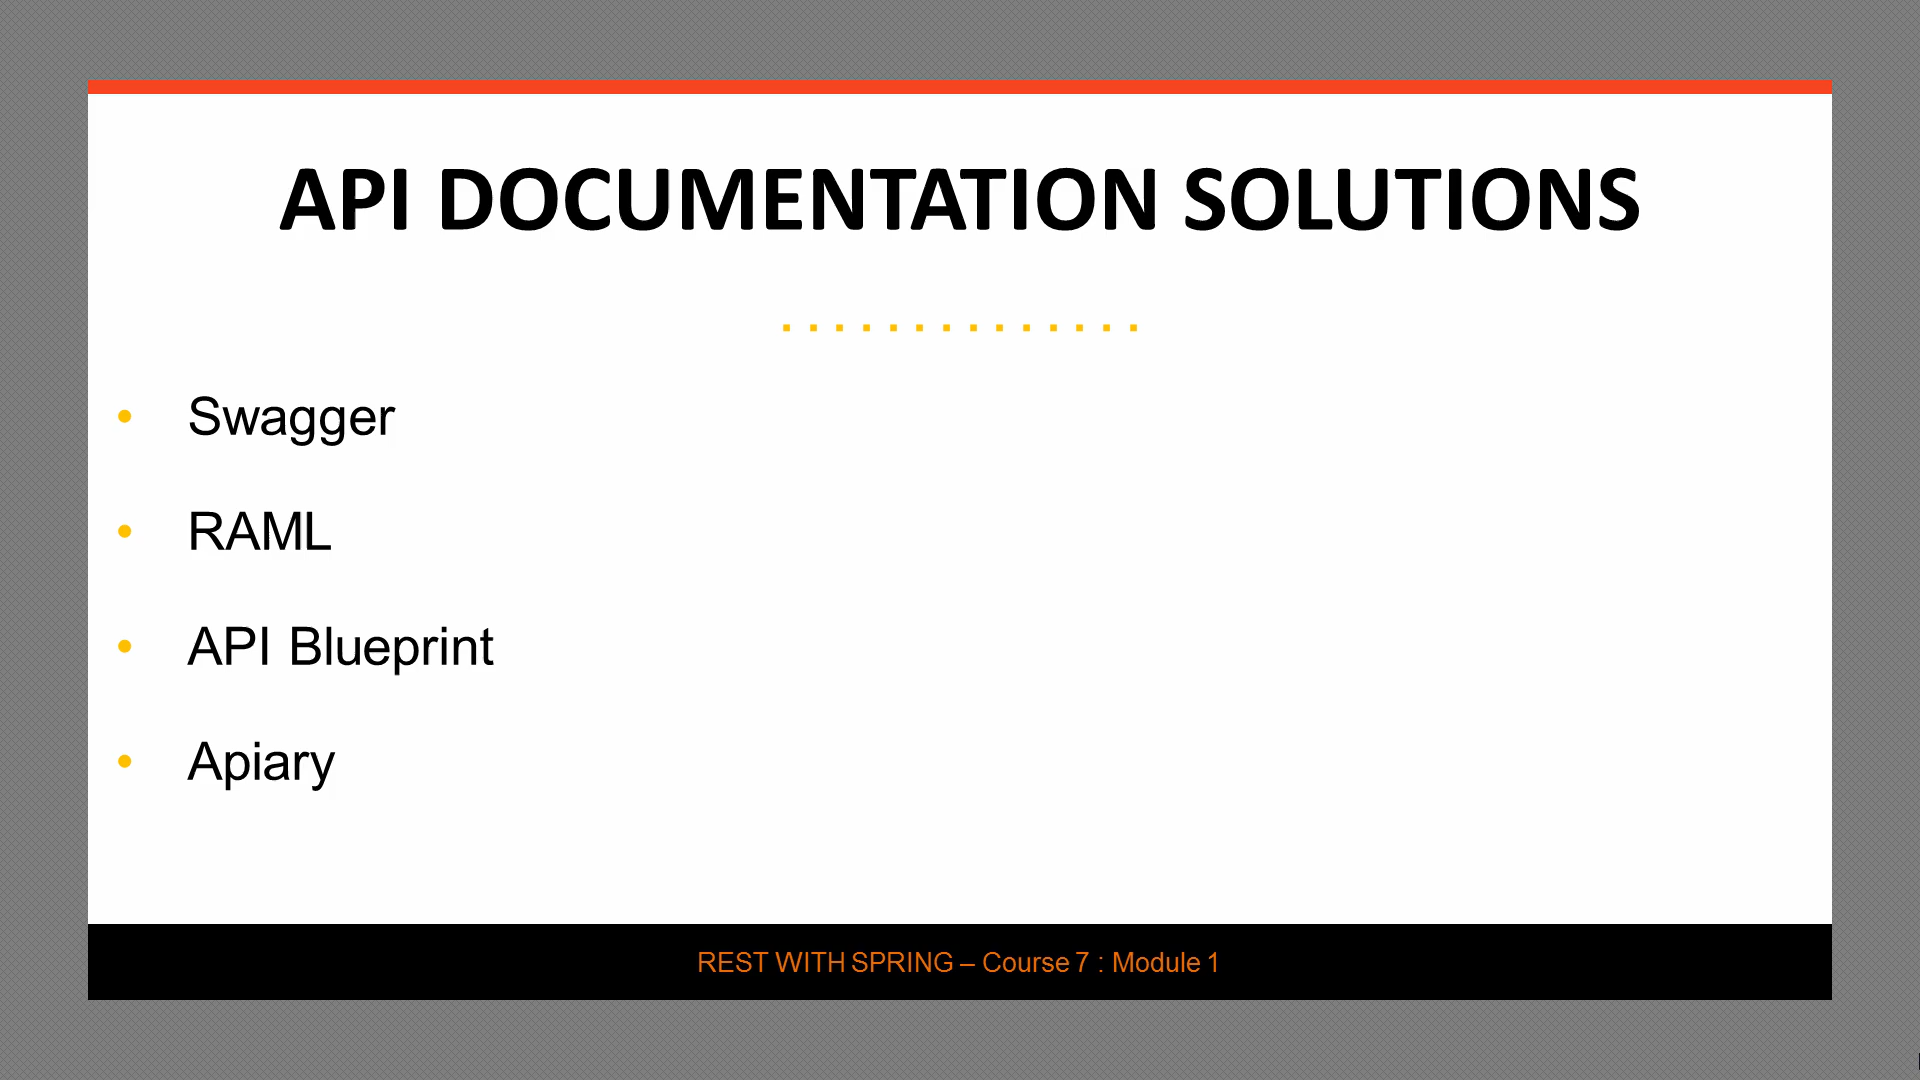 API DOCUMENTATION SOLUTIONS
• Swagger
• RAML
• API Blueprint
• Apiary
REST WITH SPRING – Course 7 : Module 1